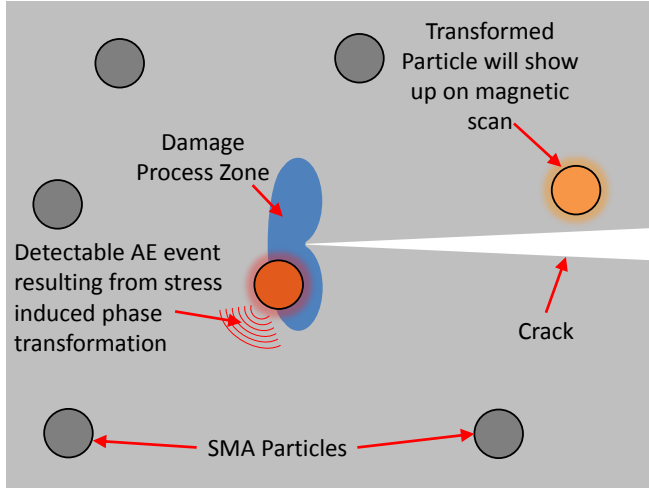 Transformed
Particle will show
up on magnetic
scan
Damage
Process Zone
Detectable AE event
resulting from stress
induced phase
transformation
Crack
SMA Particles